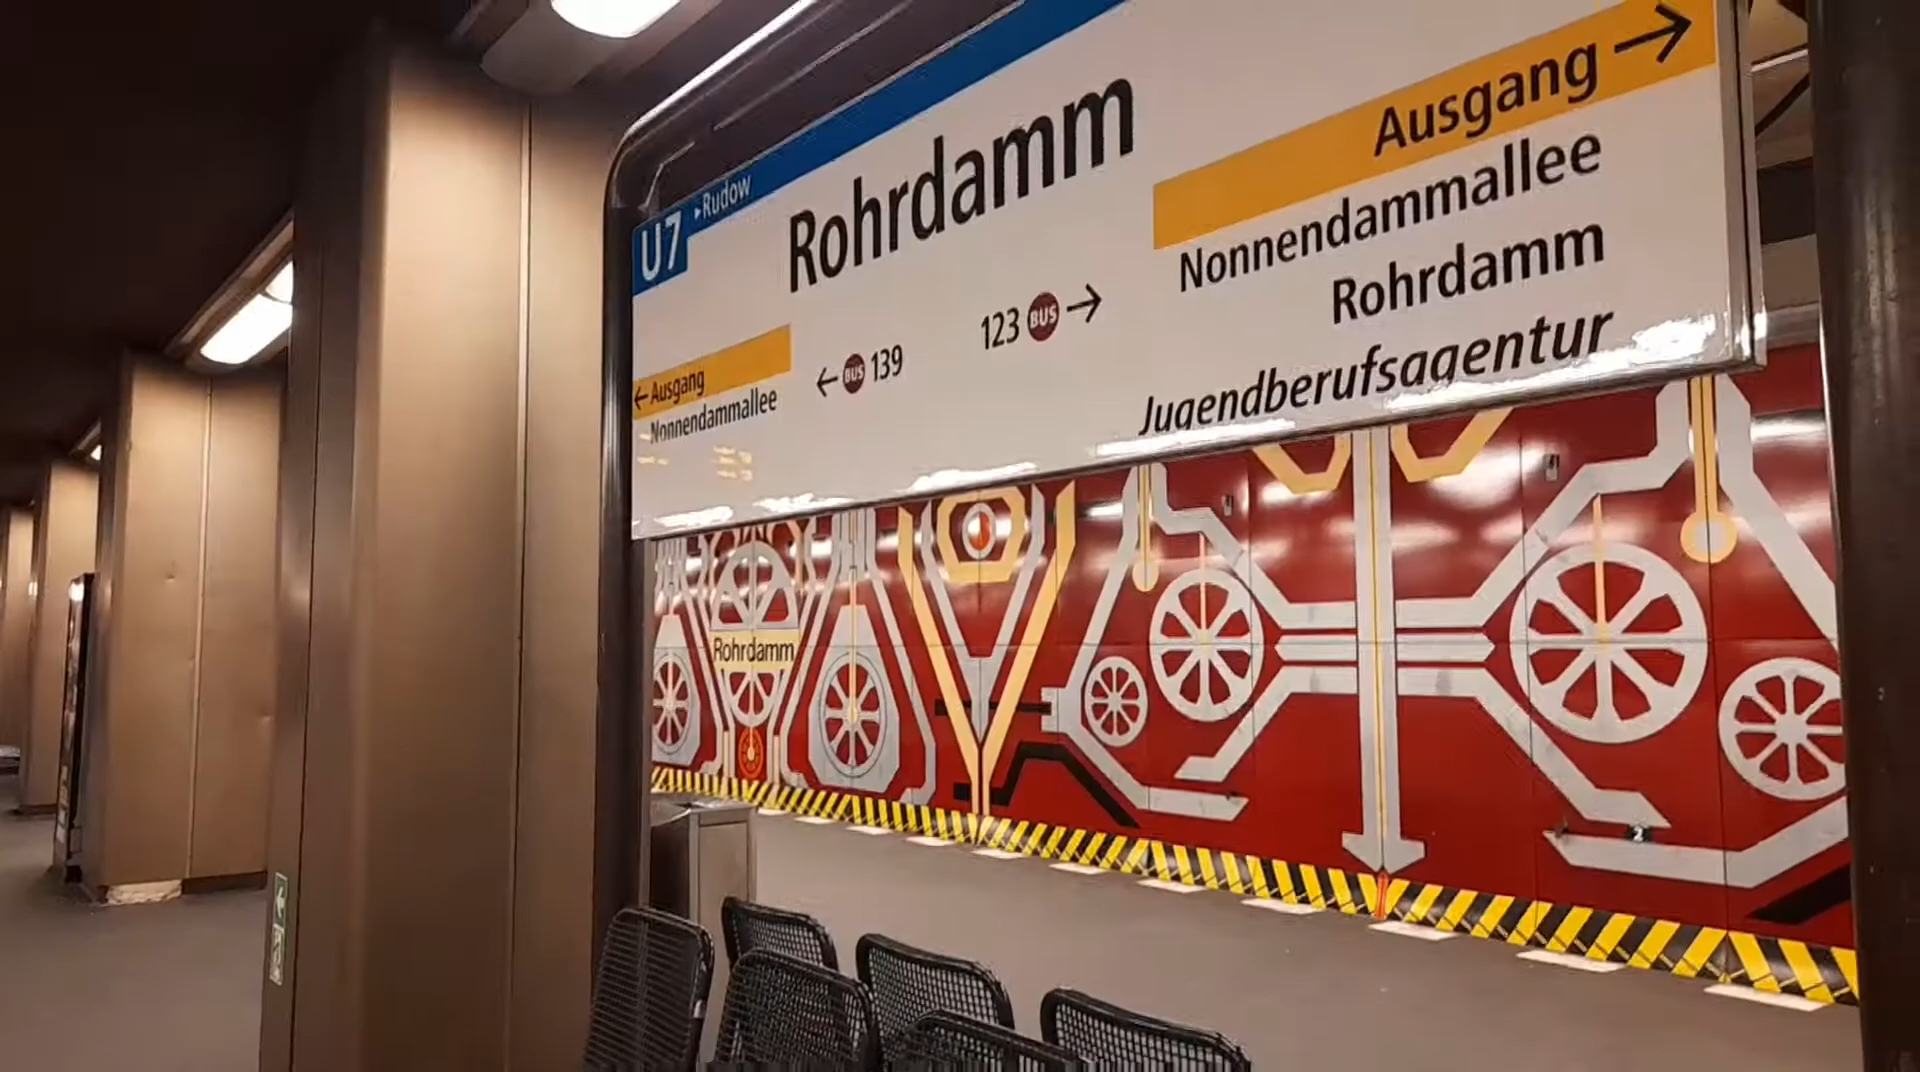 U7 ▸Rudow
Rohrdamm
← Ausgang
Nonnendammallee
← BUS 139
123 BUS →
Ausgang →
Nonnendammallee
Rohrdamm
Jugendberufsagentur
Rohrdamm